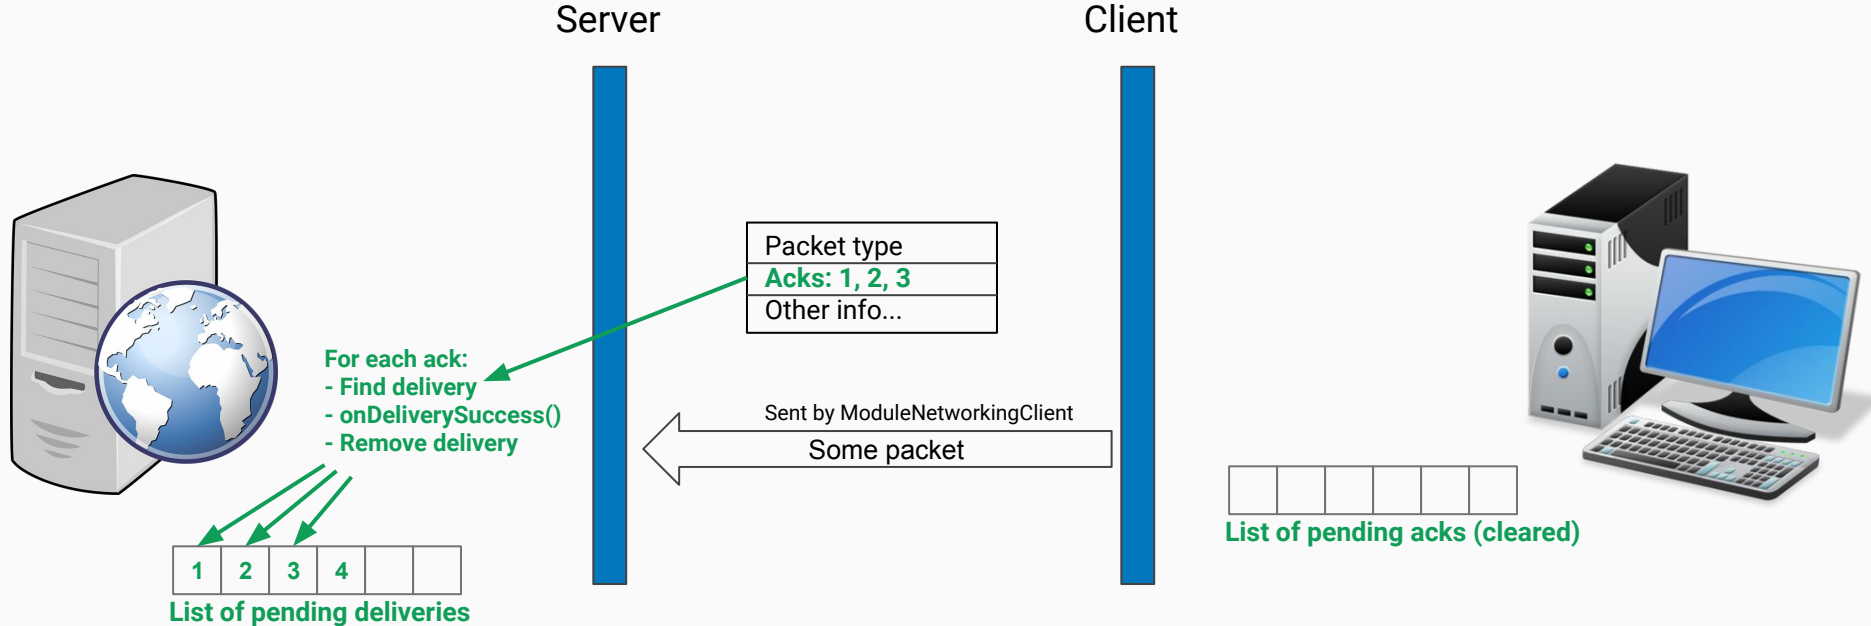 Server
Client
Packet type
Acks: 1, 2, 3
Other info...
For each ack:
- Find delivery
- onDeliverySuccess()
- Remove delivery
Sent by ModuleNetworkingClient
Some packet
List of pending acks (cleared)
1 2 3 4
List of pending deliveries